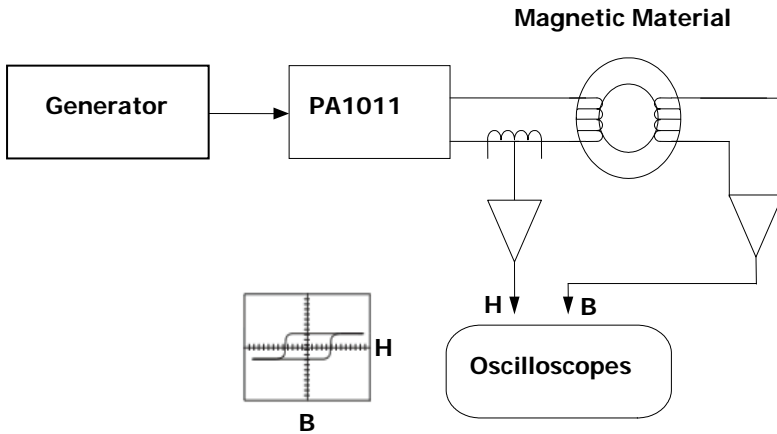 Magnetic Material
Generator
PA1011
H
B
H
Oscilloscopes
B